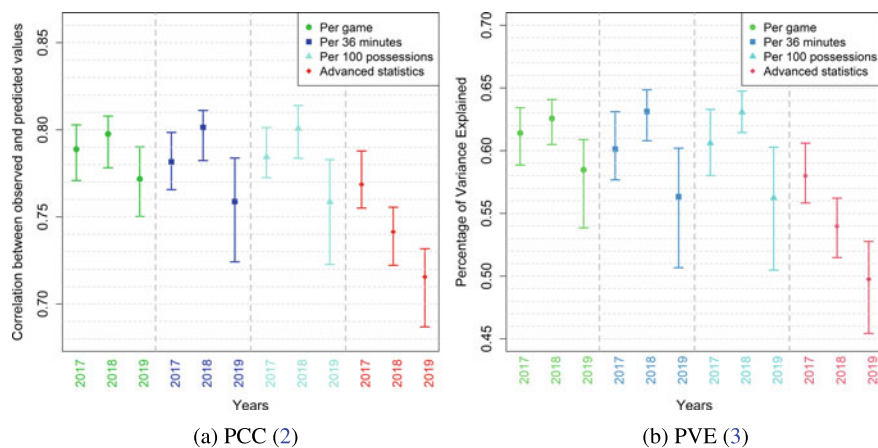 Correlation between observed and predicted values
0.85
0.80
0.75
0.70
Per game
Per 36 minutes
Per 100 possessions
Advanced statistics
2017 2018 2019 2017 2018 2019 2017 2018 2019 2017 2018 2019
Years
(a) PCC (2)
Percentage of Variance Explained
0.70
0.65
0.60
0.55
0.50
0.45
Per game
Per 36 minutes
Per 100 possessions
Advanced statistics
2017 2018 2019 2017 2018 2019 2017 2018 2019 2017 2018 2019
Years
(b) PVE (3)